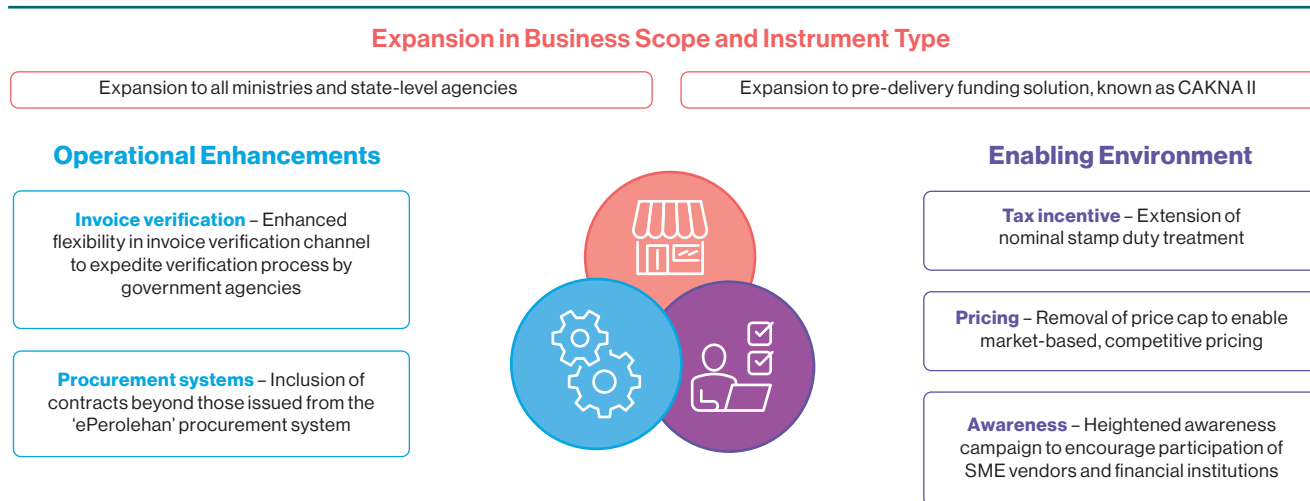 Expansion in Business Scope and Instrument Type
Expansion to all ministries and state-level agencies
Expansion to pre-delivery funding solution, known as CAKNA II
Operational Enhancements
Invoice verification – Enhanced
flexibility in invoice verification channel
to expedite verification process by
government agencies
Procurement systems – Inclusion of
contracts beyond those issued from the
‘ePerolehan’ procurement system
Enabling Environment
Tax incentive – Extension of
nominal stamp duty treatment
Pricing – Removal of price cap to enable
market-based, competitive pricing
Awareness – Heightened awareness
campaign to encourage participation of
SME vendors and financial institutions